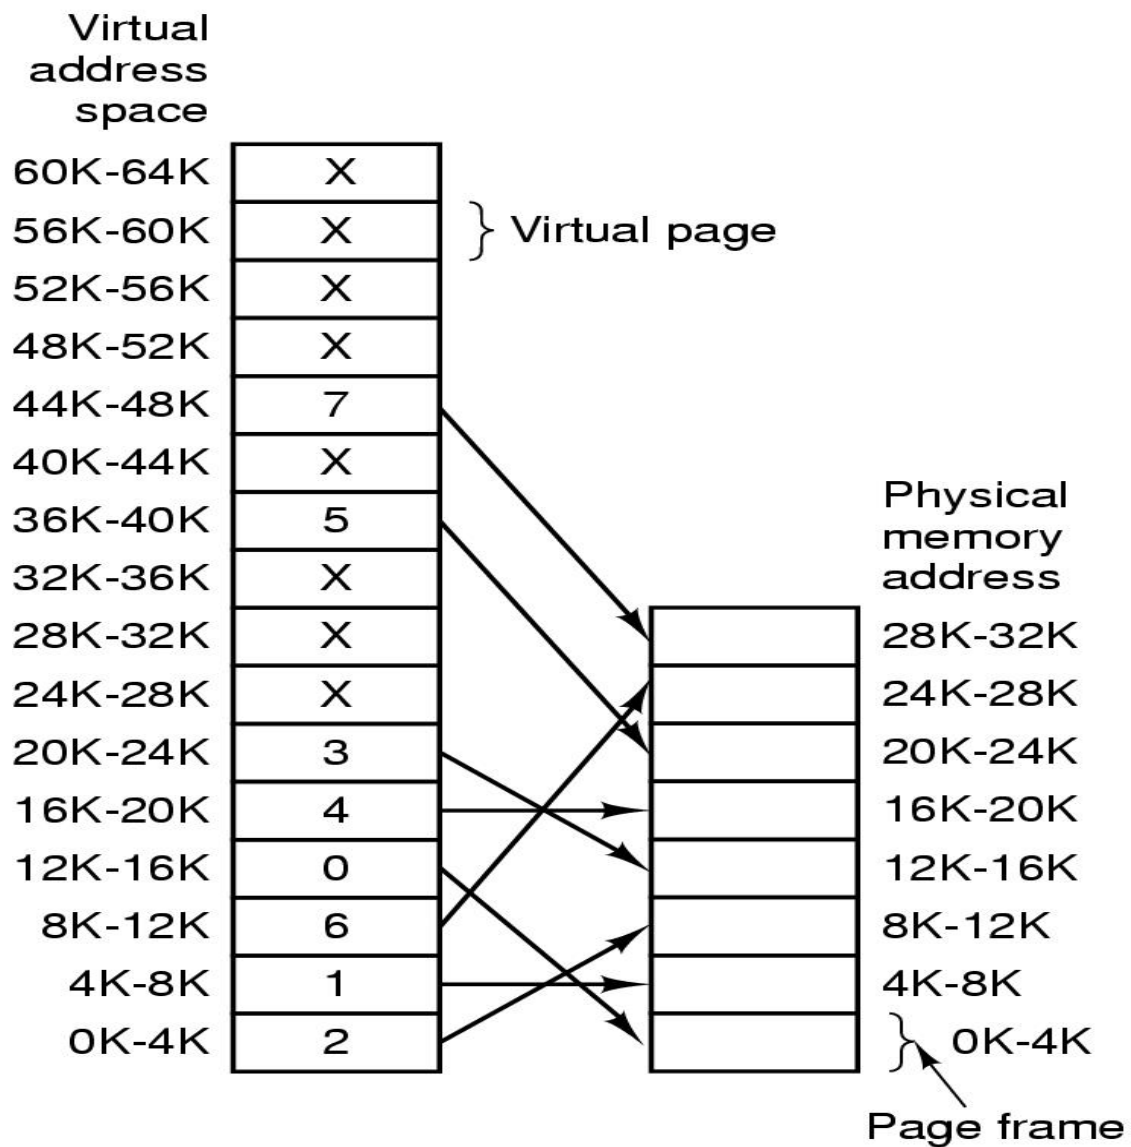 Virtual
address
space
60K-64K X
56K-60K X Virtual page
52K-56K X
48K-52K X
44K-48K 7
40K-44K X
36K-40K 5
32K-36K X
28K-32K X
24K-28K X
20K-24K 3
16K-20K 4
12K-16K 0
8K-12K 6
4K-8K 1
0K-4K 2
Physical
memory
address
28K-32K
24K-28K
20K-24K
16K-20K
12K-16K
8K-12K
4K-8K
0K-4K
Page frame